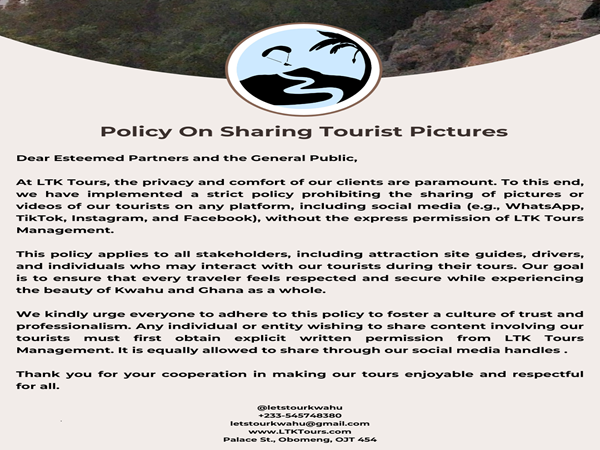 Policy On Sharing Tourist Pictures
Dear Esteemed Partners and the General Public,
At LTK Tours, the privacy and comfort of our clients are paramount. To this end,
we have implemented a strict policy prohibiting the sharing of pictures or
videos of our tourists on any platform, including social media (e.g., WhatsApp,
TikTok, Instagram, and Facebook), without the express permission of LTK Tours
Management.
This policy applies to all stakeholders, including attraction site guides, drivers,
and individuals who may interact with our tourists during their tours. Our goal
is to ensure that every traveler feels respected and secure while experiencing
the beauty of Kwahu and Ghana as a whole.
We kindly urge everyone to adhere to this policy to foster a culture of trust and
professionalism. Any individual or entity wishing to share content involving our
tourists must first obtain explicit written permission from LTK Tours
Management. It is equally allowed to share through our social media handles .
Thank you for your cooperation in making our tours enjoyable and respectful
for all.
@letstourkwahu
+233-545748380
letstourkwahu@gmail.com
www.LTKTours.com
Palace St., Obomeng, OJT 454